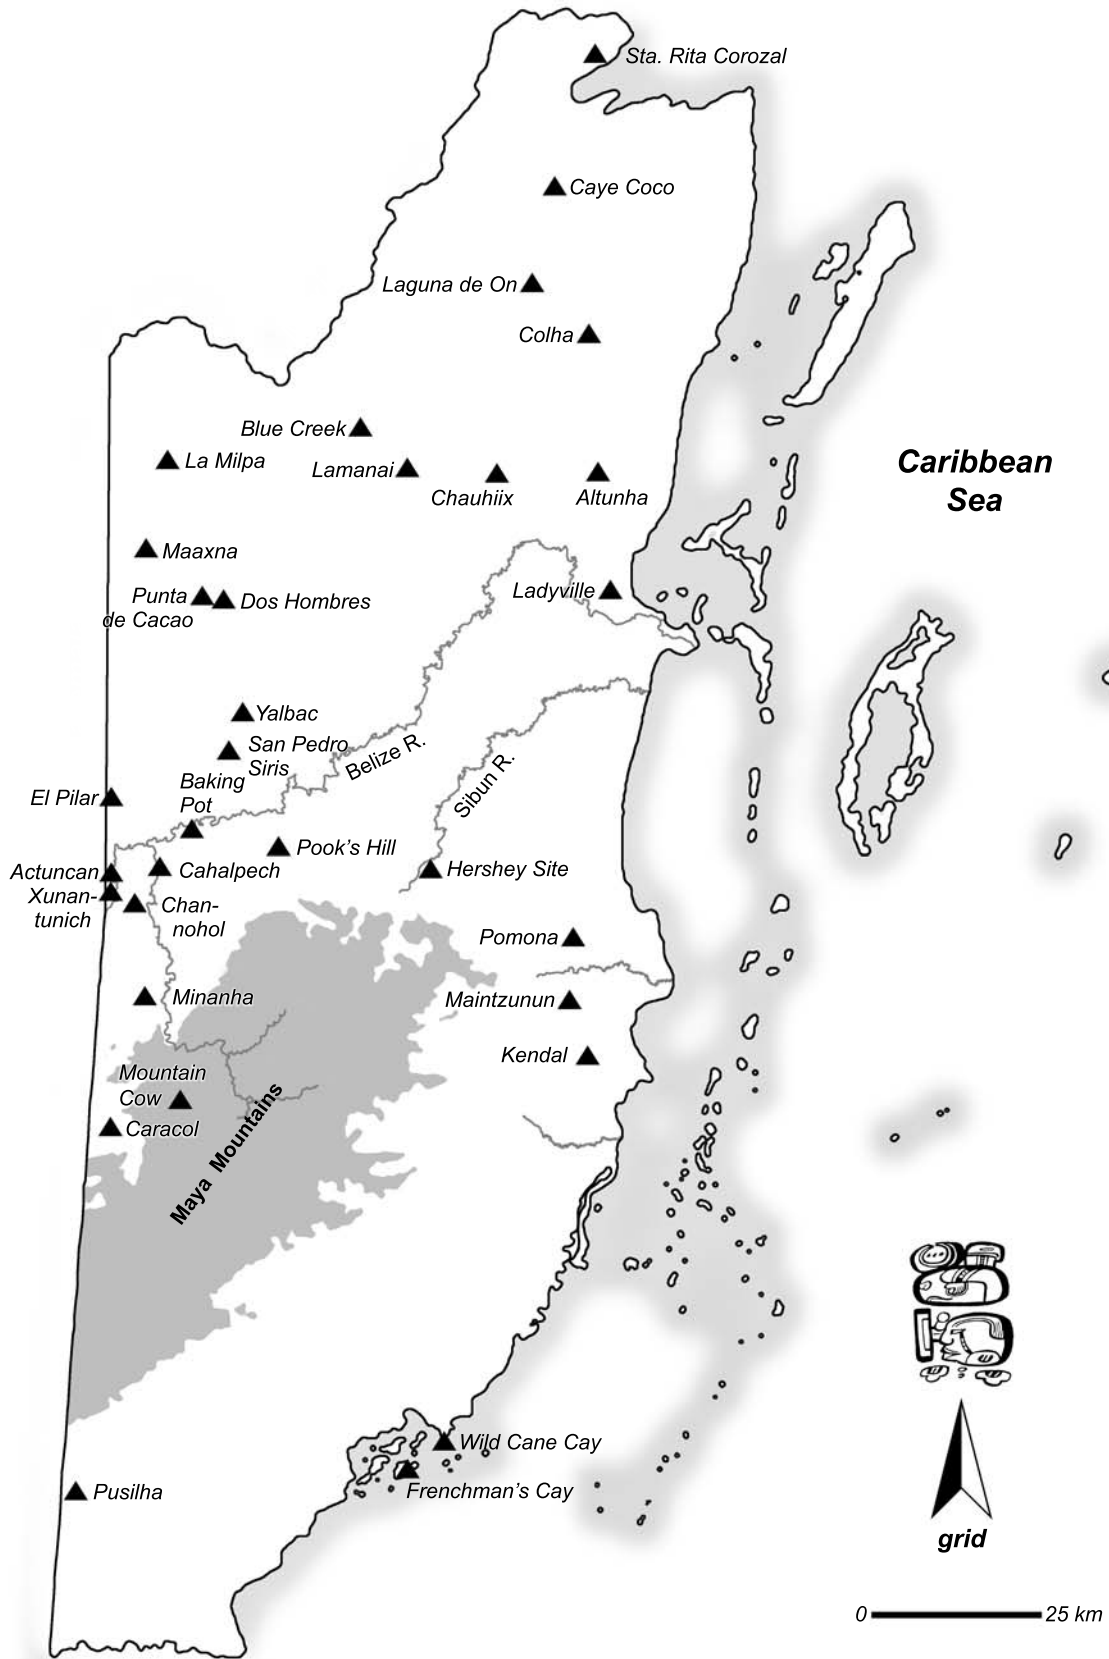 Sta. Rita Corozal
Caye Coco
Laguna de On
Colha
Blue Creek
La Milpa
Lamanai
Chauhiix
Altunha
Caribbean
Sea
Maaxna
Punta
de Cacao
Dos Hombres
Ladyville
Yalbac
San Pedro
Siris
Belize R.
Sibun R.
Baking
Pot
El Pilar
Pook's Hill
Actuncan
Cahalpech
Hershey Site
Xunan-
tunich
Chan-
nohol
Pomona
Minanha
Maintzunun
Kendal
Mountain
Cow
Caracol
Maya Mountains
Wild Cane Cay
Frenchman's Cay
Pusilha
grid
0 25 km